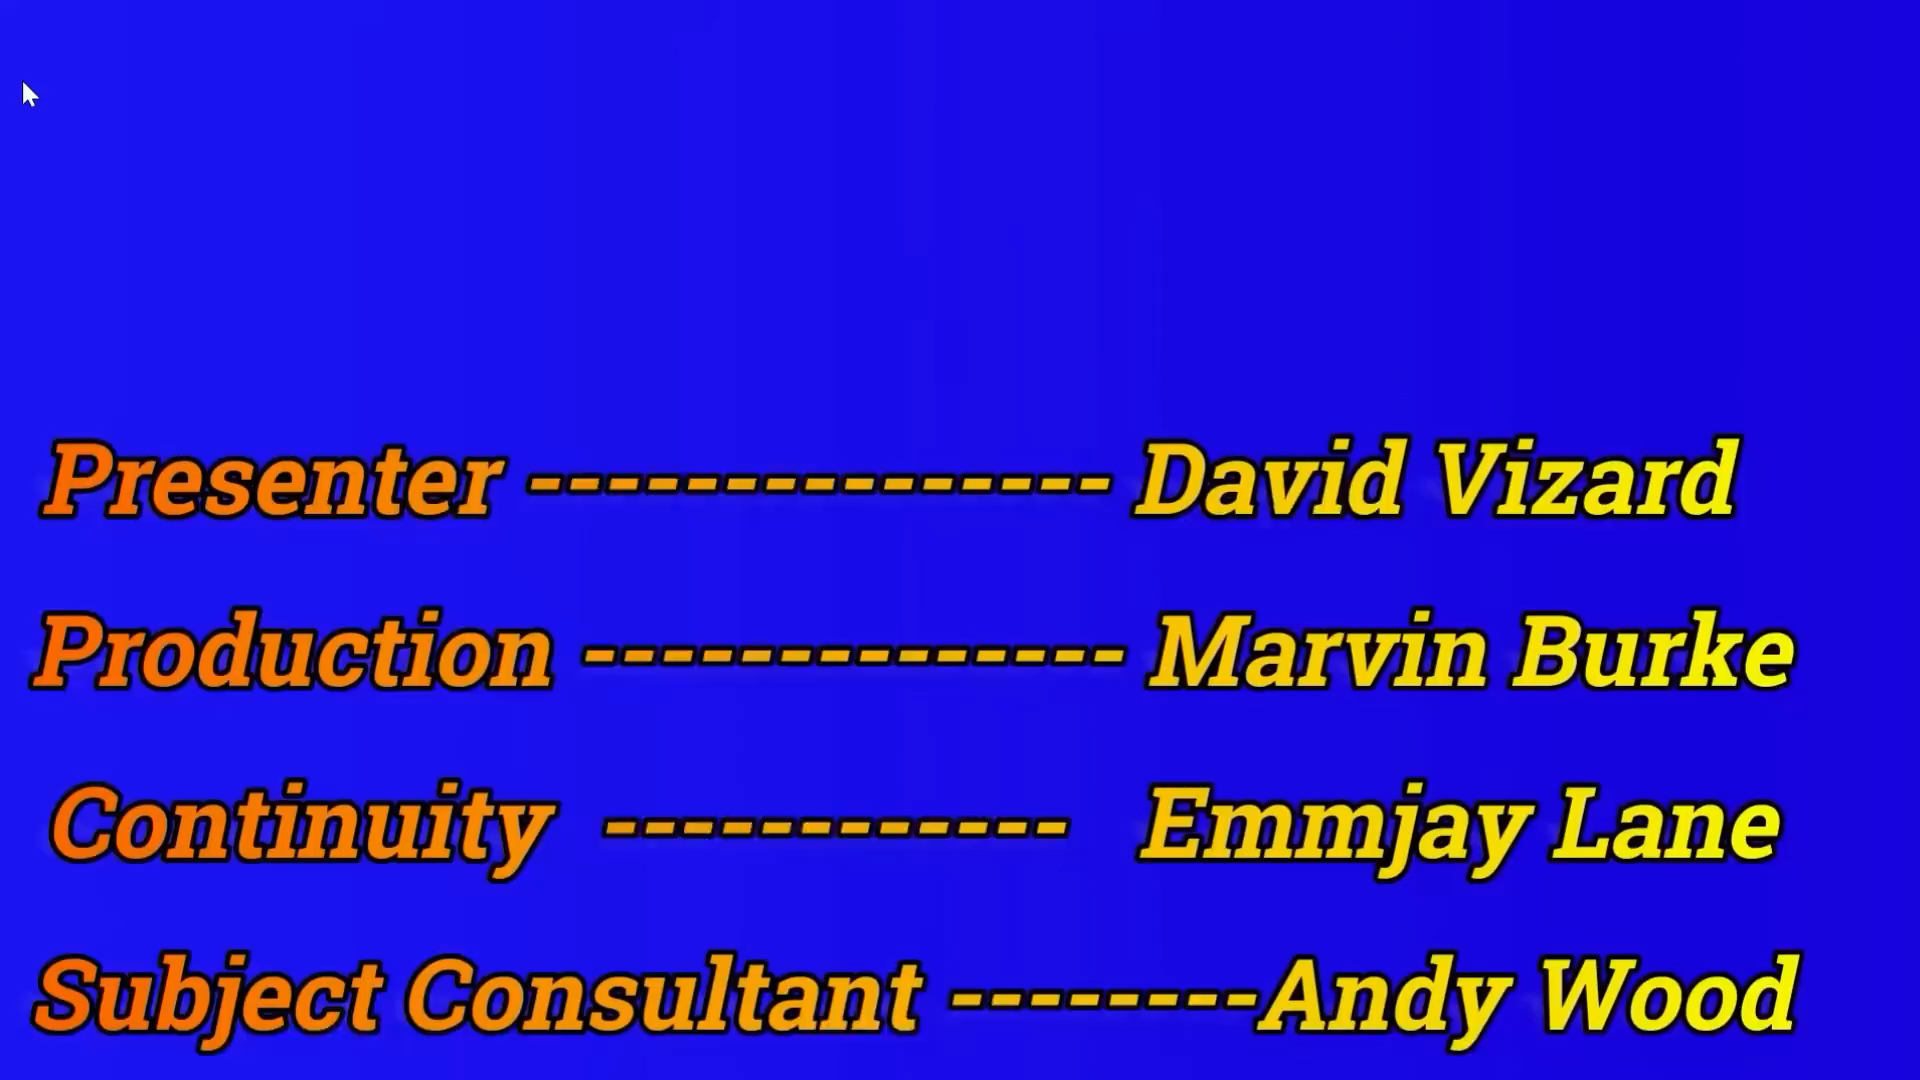 Presenter --------------- David Vizard
Production -------------- Marvin Burke
Continuity ------------ Emmjay Lane
Subject Consultant --------Andy Wood